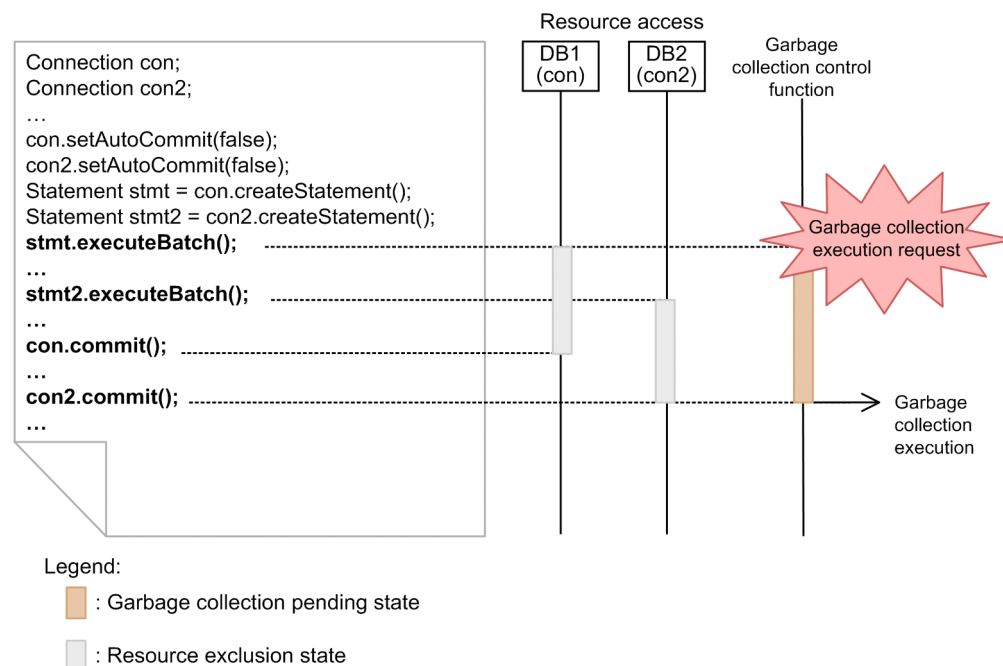 Resource access
Connection con;
Connection con2;
…
con.setAutoCommit(false);
con2.setAutoCommit(false);
Statement stmt = con.createStatement();
Statement stmt2 = con2.createStatement();
stmt.executeBatch();
…
stmt2.executeBatch();
…
con.commit();
…
con2.commit();
…
DB1
(con)
DB2
(con2)
Garbage
collection control
function
Garbage collection
execution request
Garbage
collection
execution
Legend:
: Garbage collection pending state
: Resource exclusion state